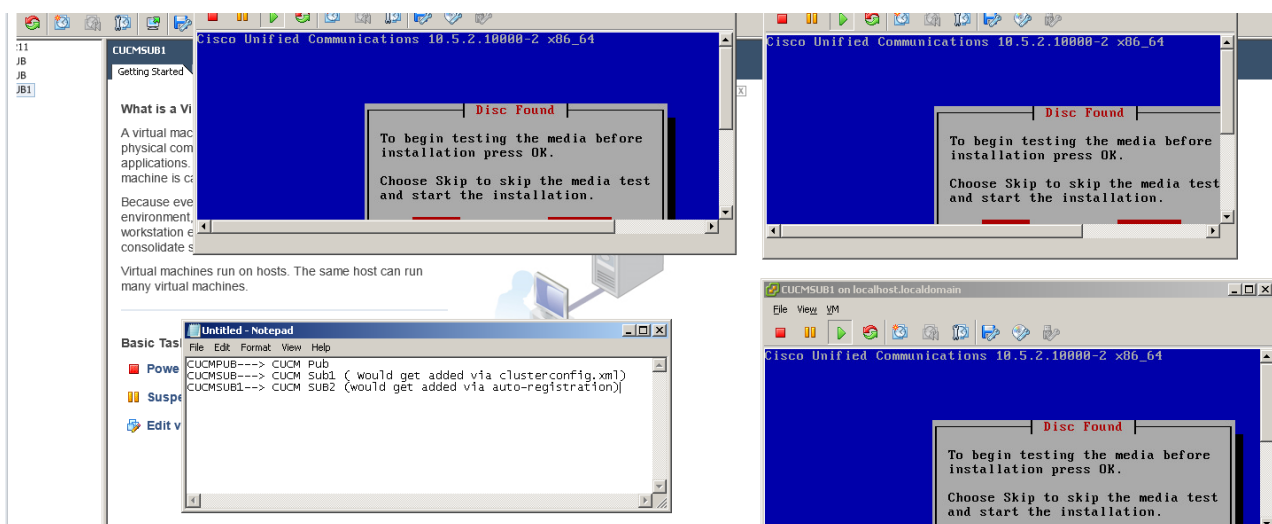 :11
JB
JB
JB1
CUCMSUB1
Getting Started
What is a Vi
A virtual mac
physical com
applications.
machine is ca
Because eve
environment,
workstation e
consolidate s
Virtual machines run on hosts. The same host can run
many virtual machines.
Basic Tas
Powe
Suspe
Edit v
Cisco Unified Communications 10.5.2.10000-2 x86_64
Disc Found
To begin testing the media before
installation press OK.
Choose Skip to skip the media test
and start the installation.
Cisco Unified Communications 10.5.2.10000-2 x86_64
Disc Found
To begin testing the media before
installation press OK.
Choose Skip to skip the media test
and start the installation.
Untitled - Notepad
File Edit Format View Help
CUCMPUB---> CUCM Pub
CUCMSUB---> CUCM Sub1 ( would get added via clusterconfig.xml)
CUCMSUB1--> CUCM SUB2 (would get added via auto-registration)
CUCMSUB1 on localhost.localdomain
File View VM
Cisco Unified Communications 10.5.2.10000-2 x86_64
Disc Found
To begin testing the media before
installation press OK.
Choose Skip to skip the media test
and start the installation.